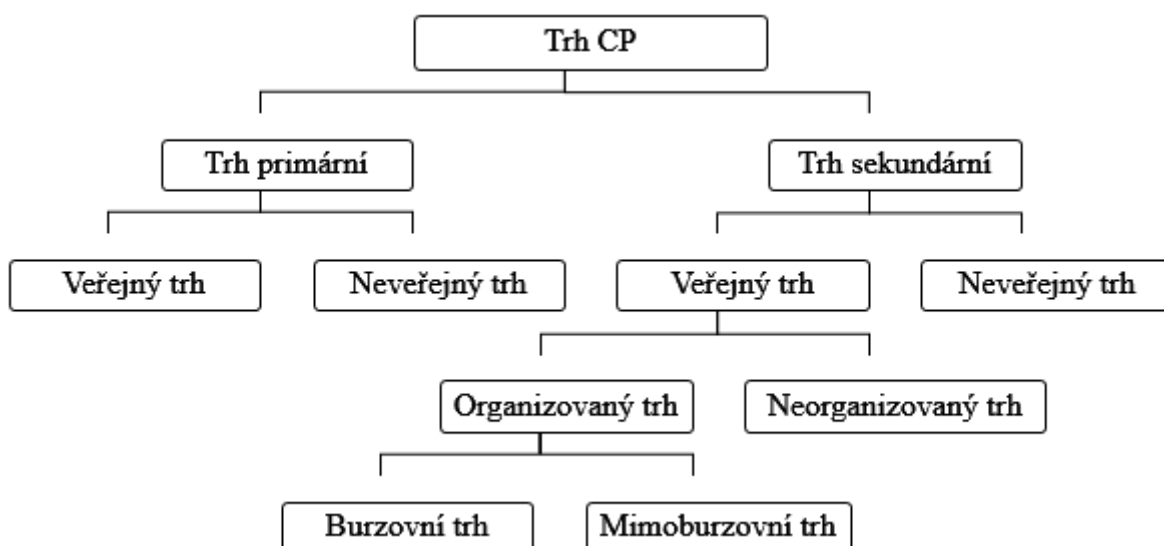 Trh CP
Trh primární
Trh sekundární
Veřejný trh
Neveřejný trh
Veřejný trh
Neveřejný trh
Organizovaný trh
Neorganizovaný trh
Burzovní trh
Mimoburzovní trh